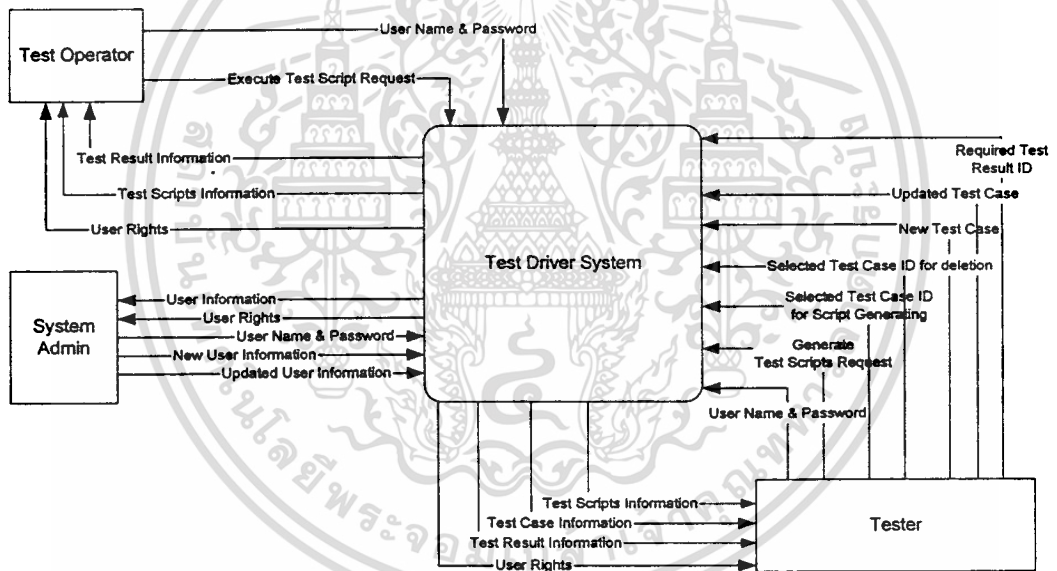 User Name & Password
Test Operator
Execute Test Script Request
Test Result Information
Test Scripts Information
User Rights
Required Test
Result ID
Updated Test Case
New Test Case
Test Driver System
Selected Test Case ID for deletion
Selected Test Case ID
for Script Generating
Generate
Test Scripts Request
User Name & Password
System
Admin
User Information
User Rights
User Name & Password
New User Information
Updated User Information
Test Scripts Information
Test Case Information
Test Result Information
User Rights
Tester